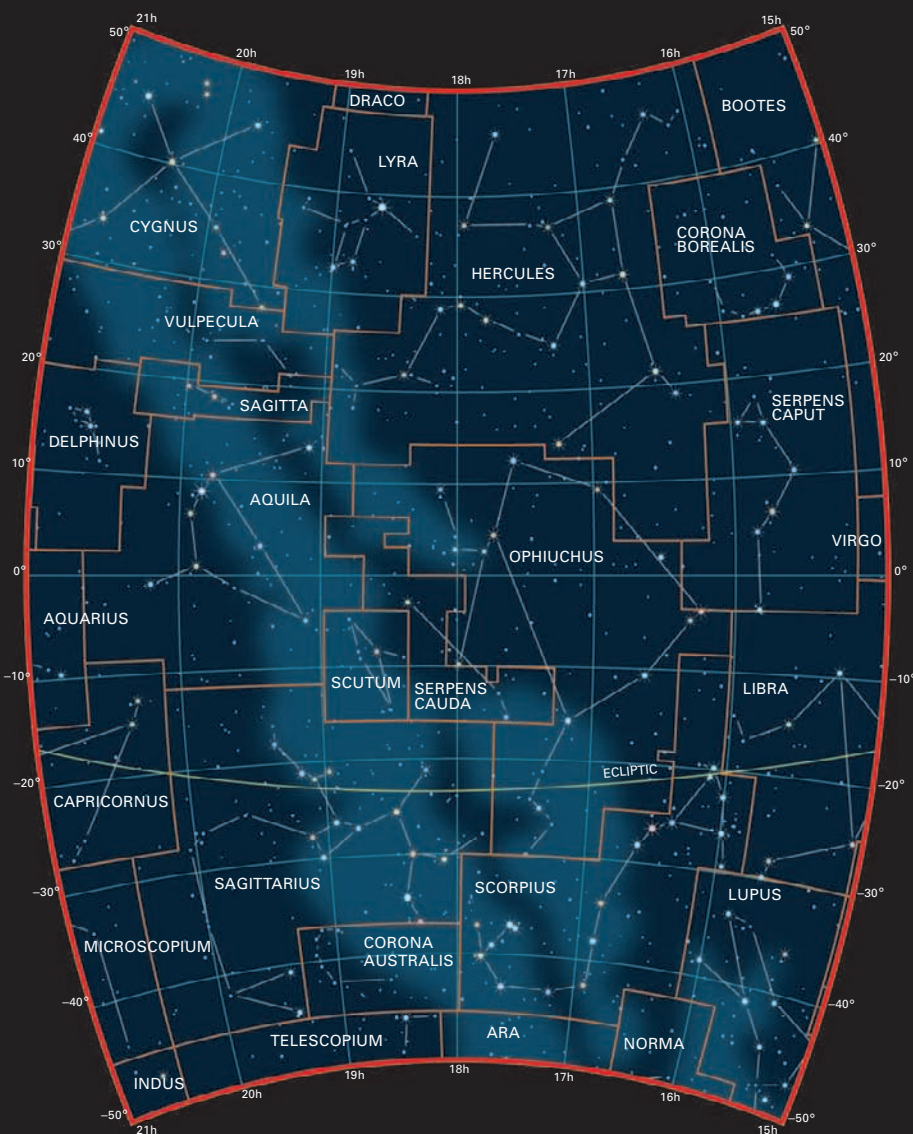 21h
15h
50°
50°
20h
16h
19h
18h
17h
DRACO
BOOTES
40°
40°
LYRA
CYGNUS
CORONA
BOREALIS
30°
30°
HERCULES
VULPECULA
20°
20°
SAGITTA
SERPENS
CAPUT
DELPHINUS
10°
10°
AQUILA
VIRGO
OPHIUCHUS
0°
0°
AQUARIUS
–10°
–10°
SCUTUM
SERPENS
CAUDA
LIBRA
ECLIPTIC
–20°
–20°
CAPRICORNUS
SAGITTARIUS
SCORPIUS
–30°
–30°
LUPUS
MICROSCOPIUM
CORONA
AUSTRALIS
–40°
–40°
TELESCOPIUM
ARA
NORMA
INDUS
19h
18h
17h
20h
16h
–50°
–50°
21h
15h